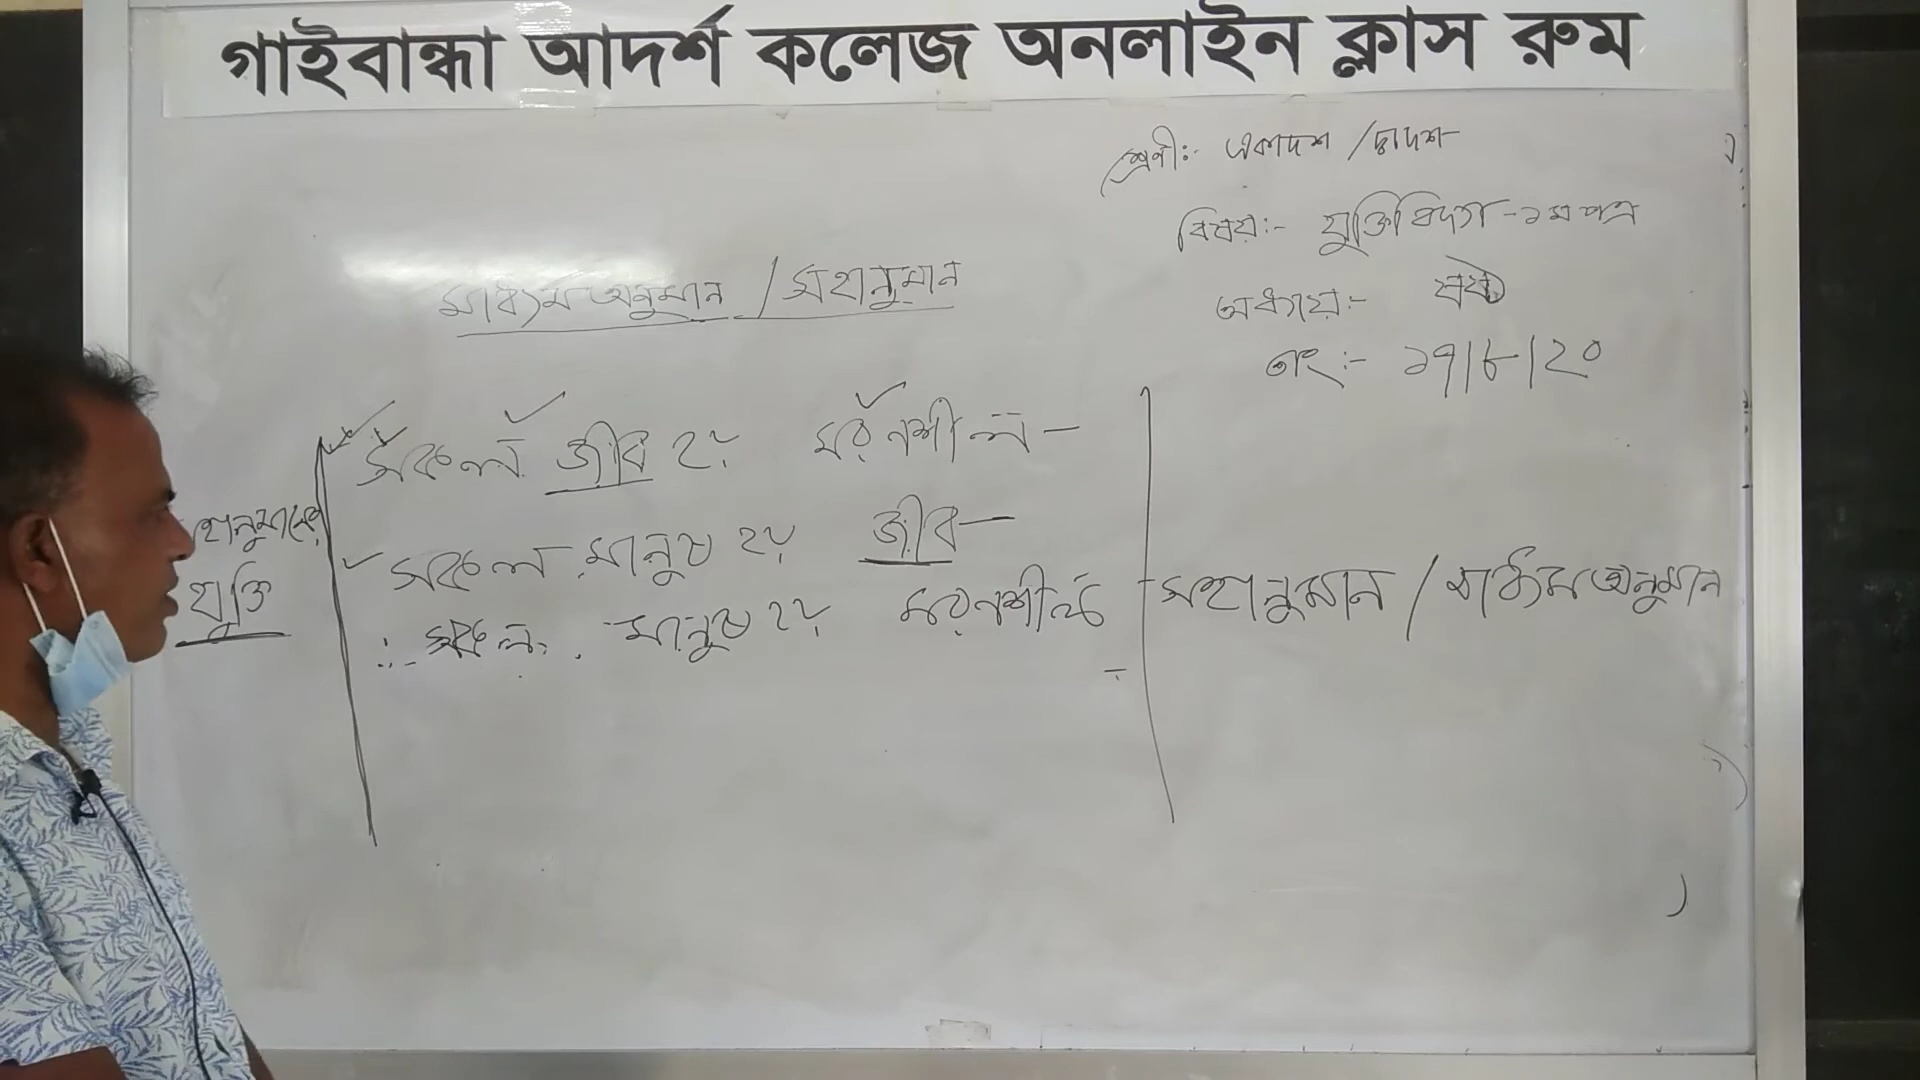 গাইবান্ধা আদর্শ কলেজ অনলাইন ক্লাস রুম
শ্রেণী:- একাদশ / দ্বাদশ
বিষয়:- যুক্তিবিদ্যা - ১ম পত্র
অধ্যায়:- ষষ্ঠ
তাং:- ১৭/৮/২০
মাধ্যম অনুমান / সহানুমান
সকল জীব হয় মরণশীল -
সকল মানুষ হয় জীব -
∴ সকল মানুষ হয় মরণশীল
হানুমানের
যুক্তি
সহানুমান / মাধ্যম অনুমান